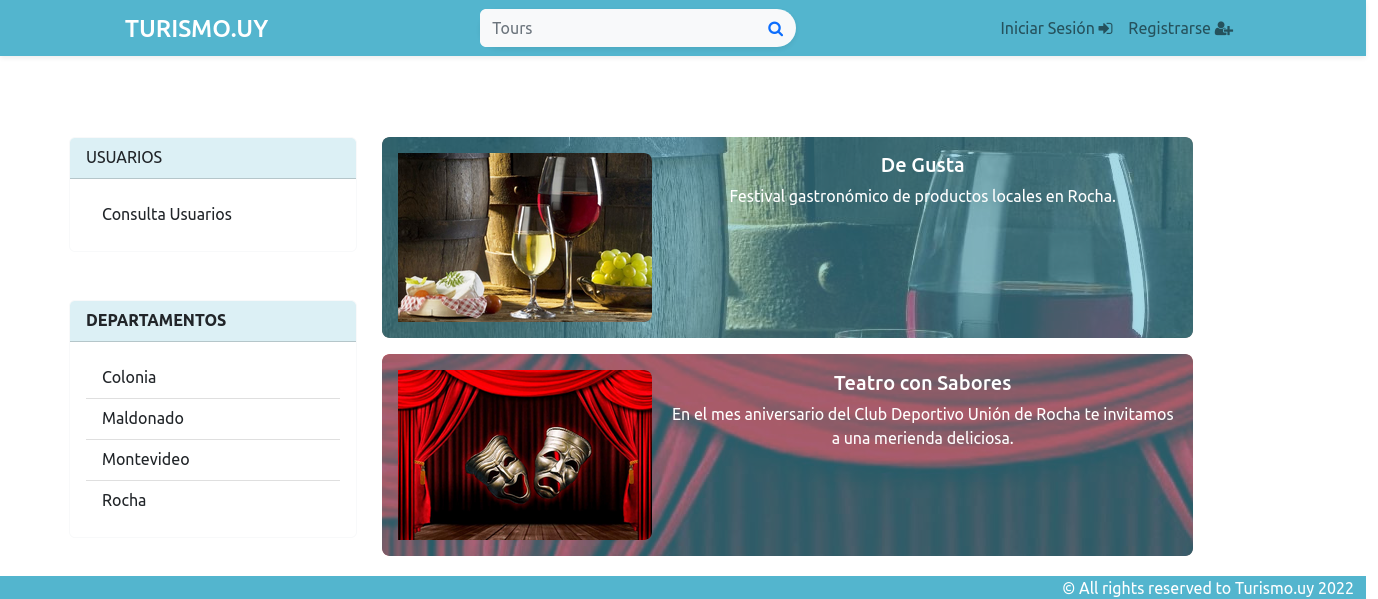 TURISMO.UY
Tours
Iniciar Sesión
Registrarse
USUARIOS
Consulta Usuarios
DEPARTAMENTOS
Colonia
Maldonado
Montevideo
Rocha
De Gusta
Festival gastronómico de productos locales en Rocha.
Teatro con Sabores
En el mes aniversario del Club Deportivo Unión de Rocha te invitamos
a una merienda deliciosa.
© All rights reserved to Turismo.uy 2022